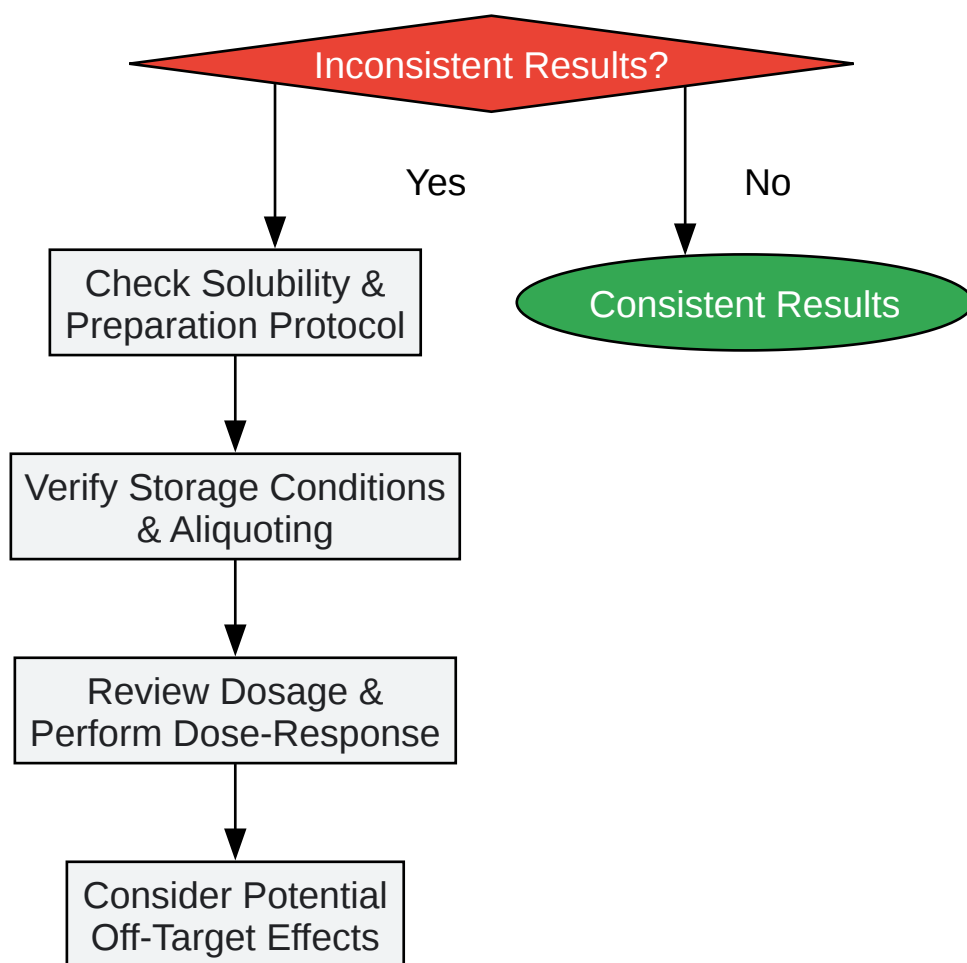 Inconsistent Results?
Yes
No
Check Solubility &
Preparation Protocol
Consistent Results
Verify Storage Conditions
& Aliquoting
Review Dosage &
Perform Dose-Response
Consider Potential
Off-Target Effects